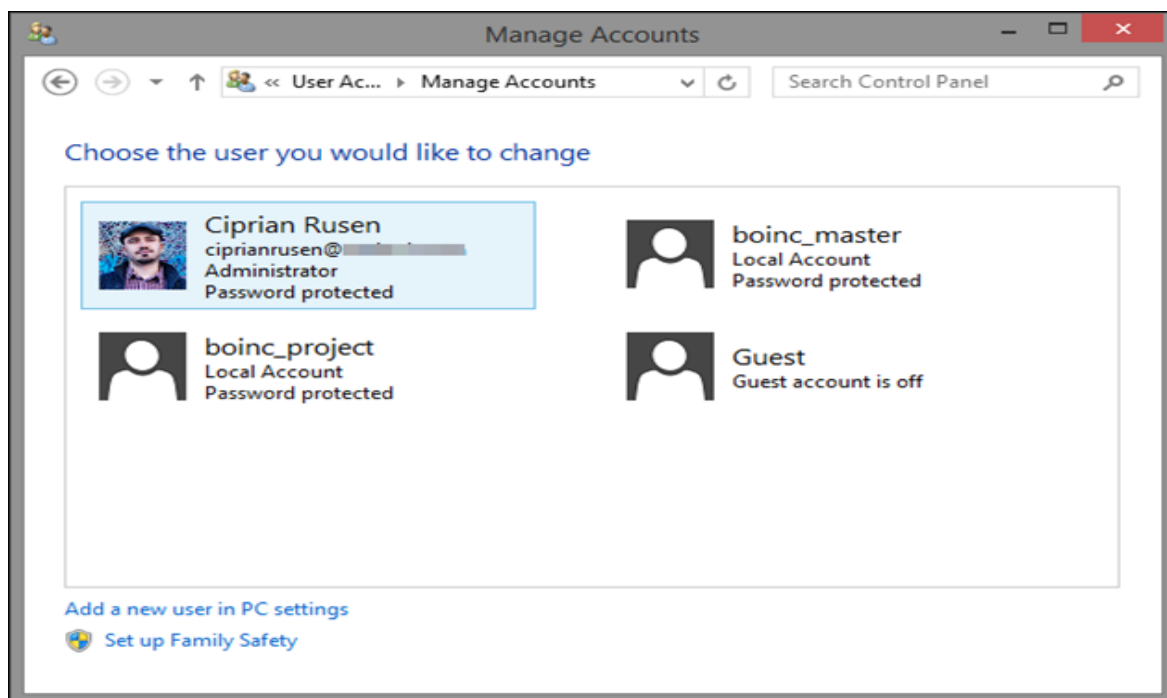 Manage Accounts
« User Ac... Manage Accounts
Search Control Panel
Choose the user you would like to change
Ciprian Rusen
ciprianrusen@
Administrator
Password protected
boinc_master
Local Account
Password protected
boinc_project
Local Account
Password protected
Guest
Guest account is off
Add a new user in PC settings
Set up Family Safety